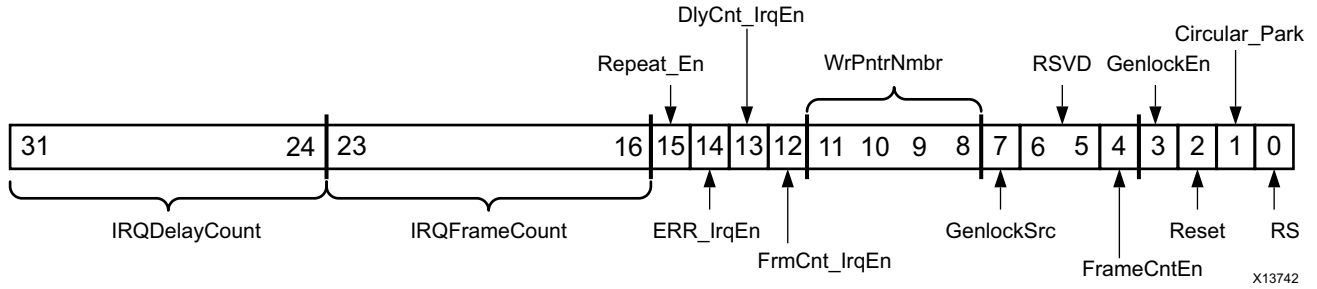 DlyCnt_IrqEn
Circular_Park
Repeat_En WrPntrNmbr RSVD GenlockEn
31 24 23 16 15 14 13 12 11 10 9 8 7 6 5 4 3 2 1 0
IRQDelayCount IRQFrameCount ERR_IrqEn GenlockSrc Reset RS
FrmCnt_IrqEn FrameCntEn
X13742